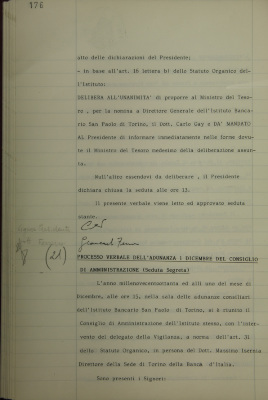 176
atto delle dichiarazioni del Presidente;
- in base all'art. 16 lettera b) dello Statuto Organico del-
l'Istituto:
DELIBERA ALL'UNANIMITA' di proporre al Ministro del Teso-
ro, per la nomina a Direttore Generale dell'Istituto Banca-
rio San Paolo di Torino, il Dott. Carlo Gay e DA' MANDATO
AL Presidente di informare immediatamente nelle forme dovu-
te il Ministro del Tesoro medesimo della deliberazione assun-
ta.
Null'altro essendovi da deliberare, il Presidente
dichiara chiusa la seduta alle ore 13.
Il presente verbale viene letto ed approvato seduta
stante.
(21)
PROCESSO VERBALE DELL'ADUNANZA 1 DICEMBRE DEL CONSIGLIO
DI AMMINISTRAZIONE (Seduta Segreta)
L'anno millenovecentosettanta ed alli uno del mese di
Dicembre, alle ore 15, nella sala delle adunanze consiliari
dell'Istituto Bancario San Paolo di Torino, si è riunito il
Consiglio di Amministrazione dell'Istituto stesso, con l'inter-
vento del delegato della Vigilanza, a norma dell'art. 31
dello Statuto Organico, in persona del Dott. Massimo
Direttore della Sede di Torino della Banca d'Italia.
Sono presenti i Signori: